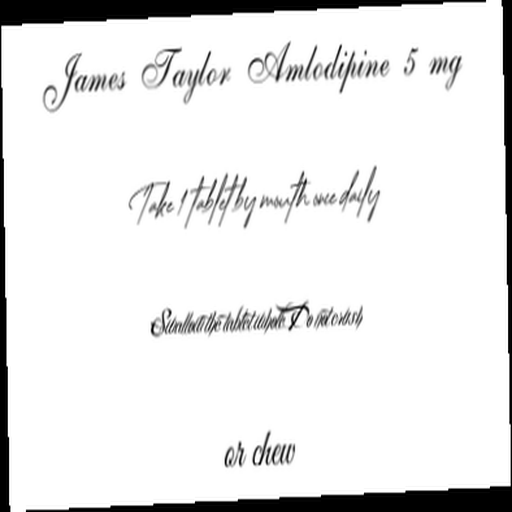 James Taylor Amlodipine 5 mg
Take 1 tablet by mouth once daily
Swallow the tablet whole. Do not crush
or chew